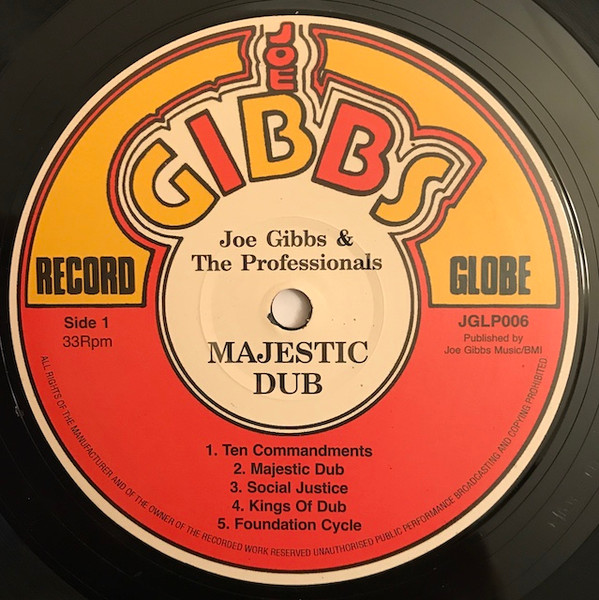 JOE
GIBBS
RECORD
GLOBE
Joe Gibbs &
The Professionals
Side 1
33Rpm
JGLP006
Published by
Joe Gibbs Music/BMI
MAJESTIC
DUB
1. Ten Commandments
2. Majestic Dub
3. Social Justice
4. Kings Of Dub
5. Foundation Cycle
ALL RIGHTS OF THE MANUFACTURER AND OF THE OWNER OF THE RECORDED WORK RESERVED UNAUTHORISED PUBLIC PERFORMANCE BROADCASTING AND COPYING PROHIBITED